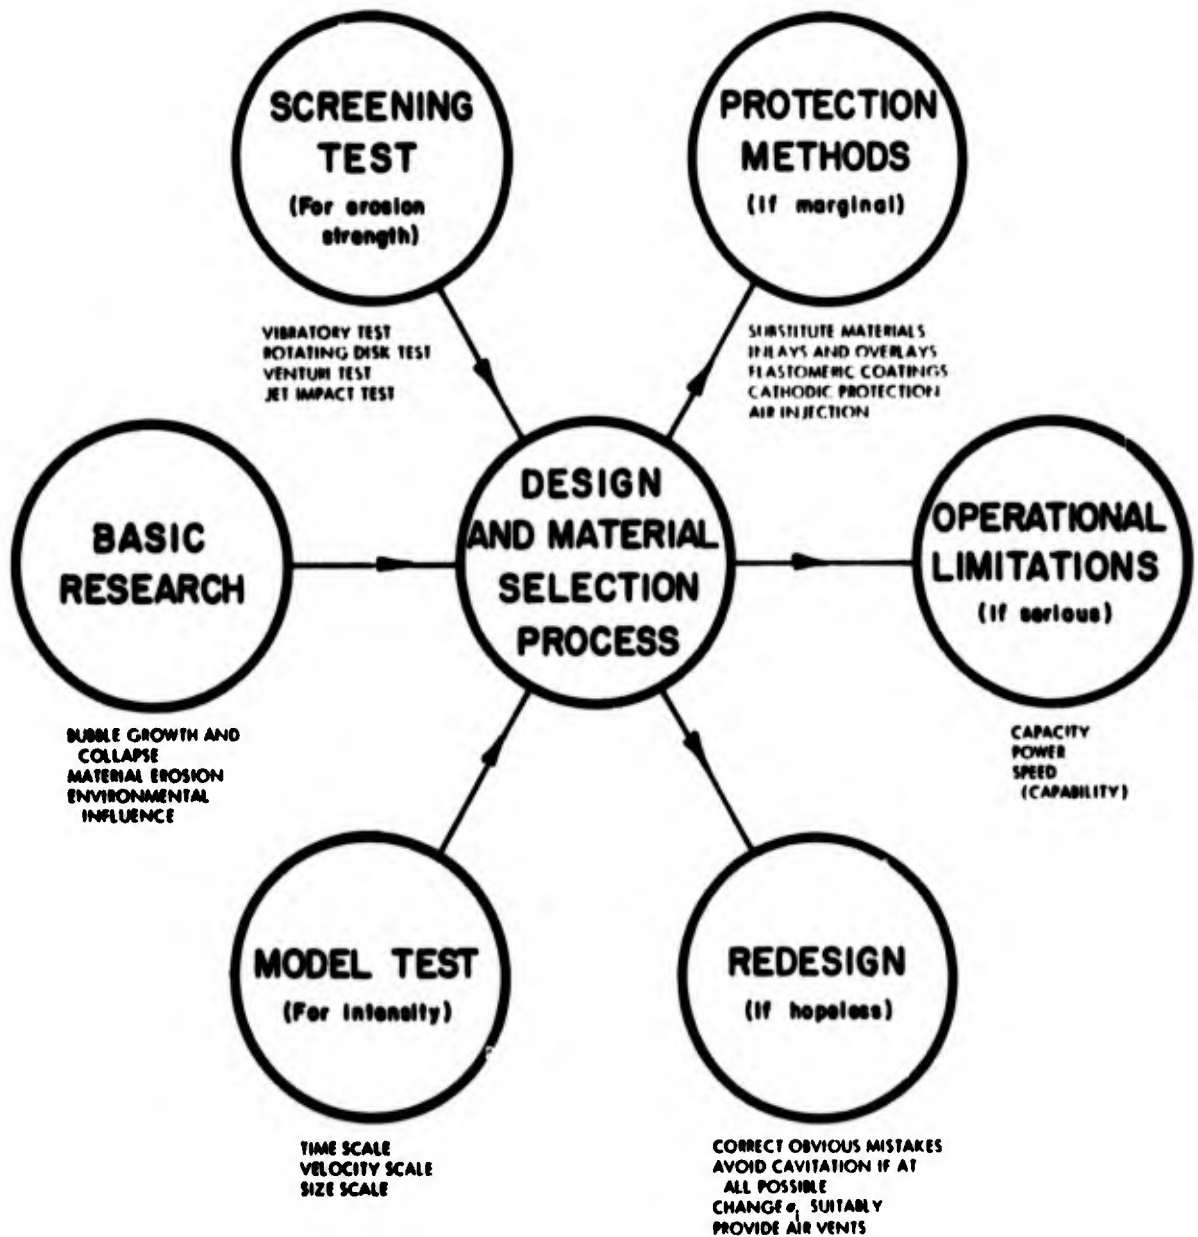 SCREENING
TEST
(For erosion
strength)
VIBRATORY TEST
ROTATING DISK TEST
VENTURI TEST
JET IMPACT TEST
PROTECTION
METHODS
(If marginal)
SUBSTITUTE MATERIALS
INLAYS AND OVERLAYS
ELASTOMERIC COATINGS
CATHODIC PROTECTION
AIR INJECTION
BASIC
RESEARCH
BUBBLE GROWTH AND
COLLAPSE
MATERIAL EROSION
ENVIRONMENTAL
INFLUENCE
DESIGN
AND MATERIAL
SELECTION
PROCESS
OPERATIONAL
LIMITATIONS
(If serious)
CAPACITY
POWER
SPEED
(CAPABILITY)
MODEL TEST
(For intensity)
TIME SCALE
VELOCITY SCALE
SIZE SCALE
REDESIGN
(If hopeless)
CORRECT OBVIOUS MISTAKES
AVOID CAVITATION IF AT
ALL POSSIBLE
CHANGE σi SUITABLY
PROVIDE AIR VENTS